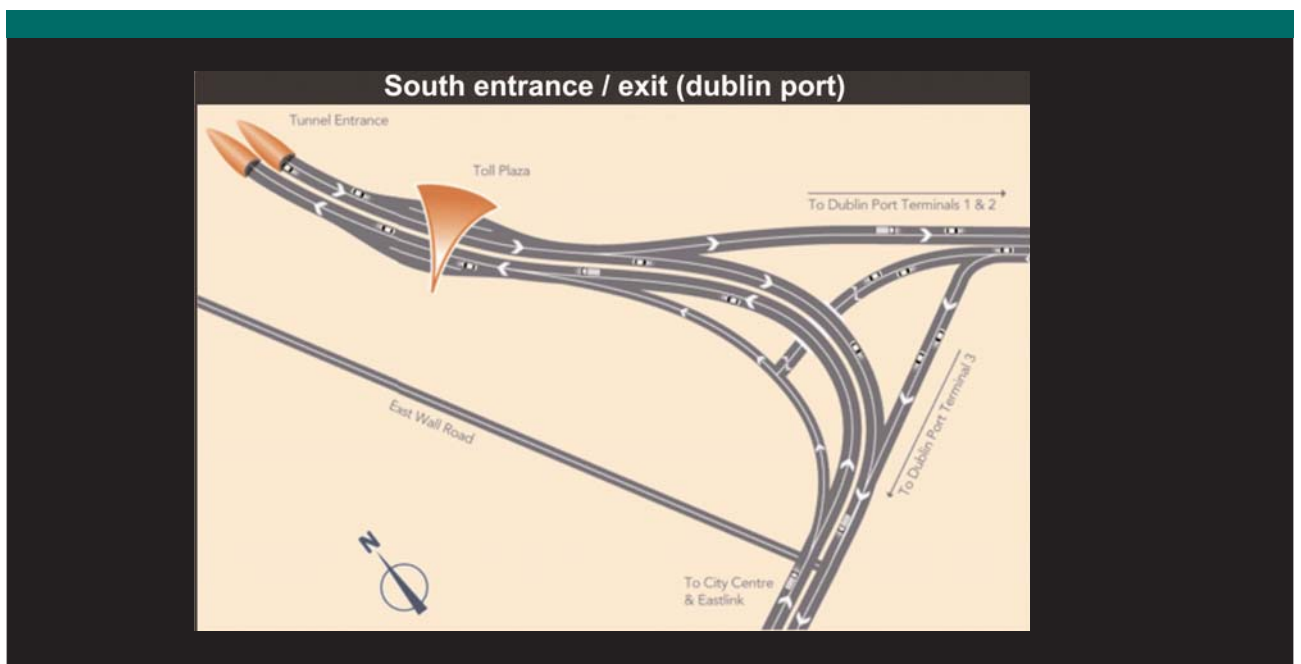 South entrance / exit (dublin port)
Tunnel Entrance
Toll Plaza
To Dublin Port Terminals 1 & 2
East Wall Road
To Dublin Port Terminal 3
N
To City Centre
& Eastlink